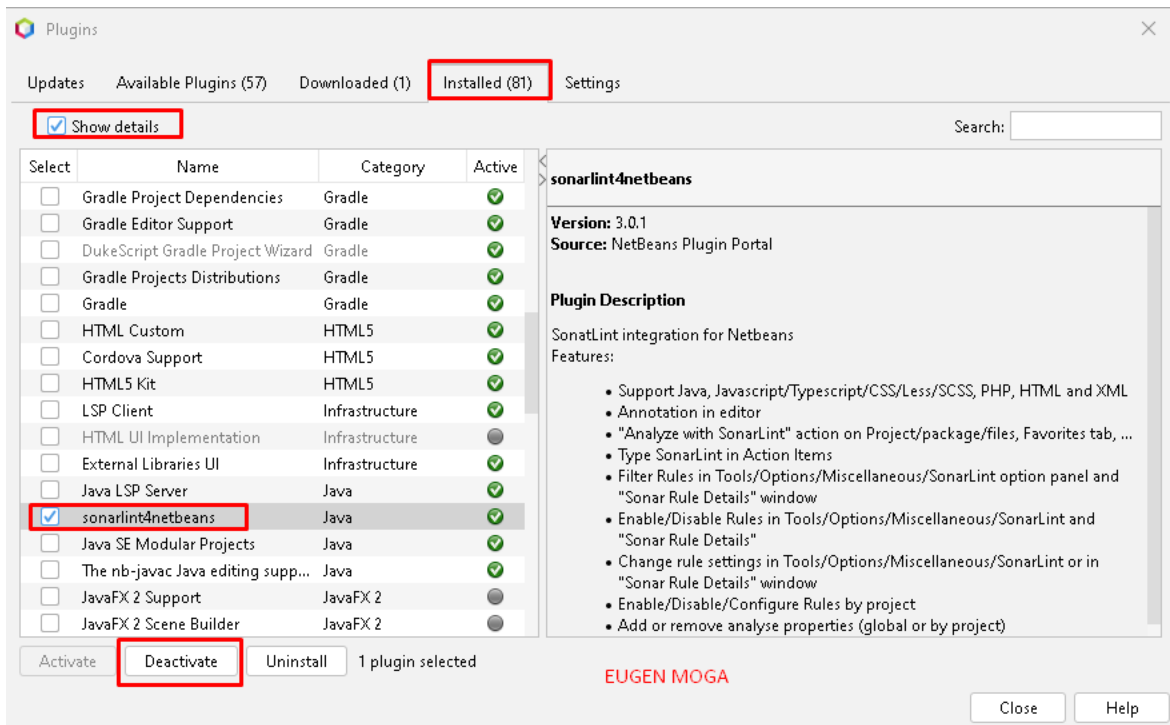 Plugins
Updates Available Plugins (57) Downloaded (1) Installed (81) Settings
Show details Search:
Select Name Category Active
Gradle Project Dependencies Gradle
Gradle Editor Support Gradle
DukeScript Gradle Project Wizard Gradle
Gradle Projects Distributions Gradle
Gradle Gradle
HTML Custom HTML5
Cordova Support HTML5
HTML5 Kit HTML5
LSP Client Infrastructure
HTML UI Implementation Infrastructure
External Libraries UI Infrastructure
Java LSP Server Java
sonarlint4netbeans Java
Java SE Modular Projects Java
The nb-javac Java editing supp... Java
JavaFX 2 Support JavaFX 2
JavaFX 2 Scene Builder JavaFX 2
sonarlint4netbeans
Version: 3.0.1
Source: NetBeans Plugin Portal
Plugin Description
SonatLint integration for Netbeans
Features:
• Support Java, Javascript/Typescript/CSS/Less/SCSS, PHP, HTML and XML
• Annotation in editor
• "Analyze with SonarLint" action on Project/package/files, Favorites tab, ...
• Type SonarLint in Action Items
• Filter Rules in Tools/Options/Miscellaneous/SonarLint option panel and
"Sonar Rule Details" window
• Enable/Disable Rules in Tools/Options/Miscellaneous/SonarLint and
"Sonar Rule Details"
• Change rule settings in Tools/Options/Miscellaneous/SonarLint or in
"Sonar Rule Details" window
• Enable/Disable/Configure Rules by project
• Add or remove analyse properties (global or by project)
Activate Deactivate Uninstall 1 plugin selected
EUGEN MOGA
Close Help